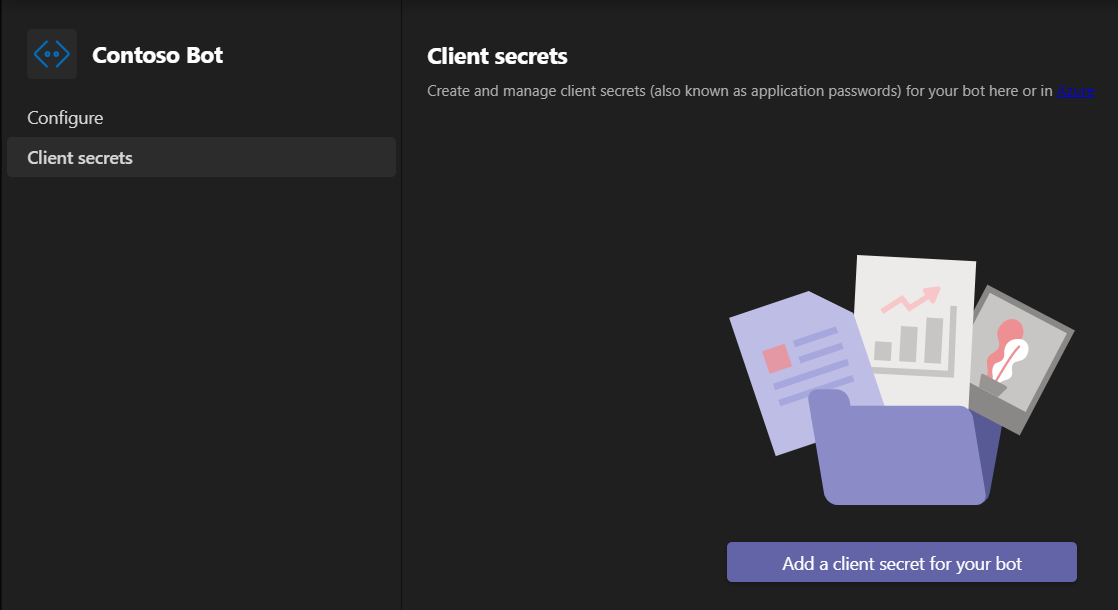 Contoso Bot
Configure
Client secrets
Client secrets
Create and manage client secrets (also known as application passwords) for your bot here or in Azure
Add a client secret for your bot